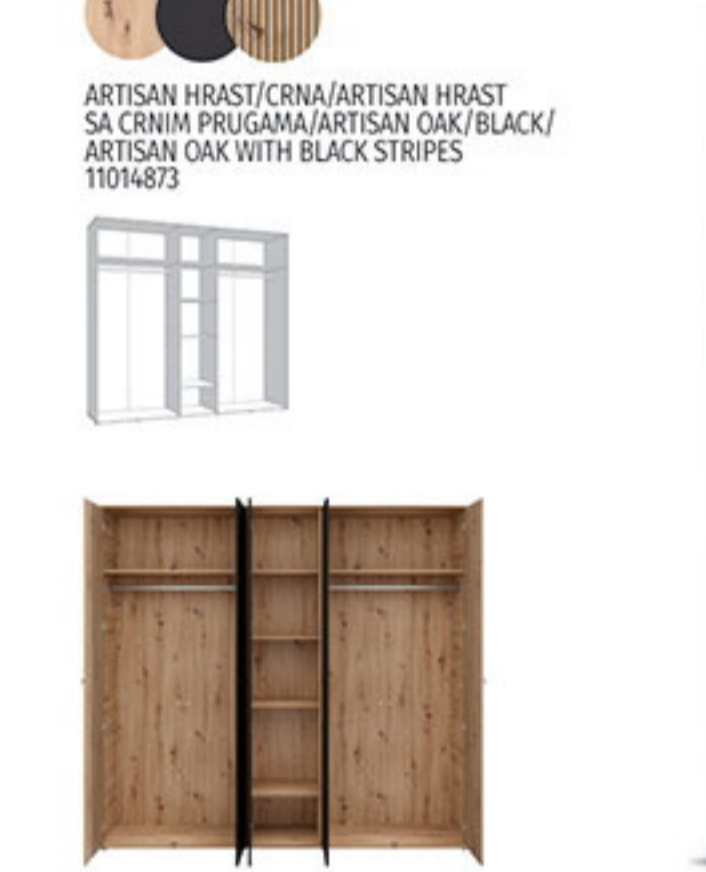 ARTISAN HRAST/CRNA/ARTISAN HRAST
SA CRNIM PRUGAMA/ARTISAN OAK/BLACK/
ARTISAN OAK WITH BLACK STRIPES
11014873